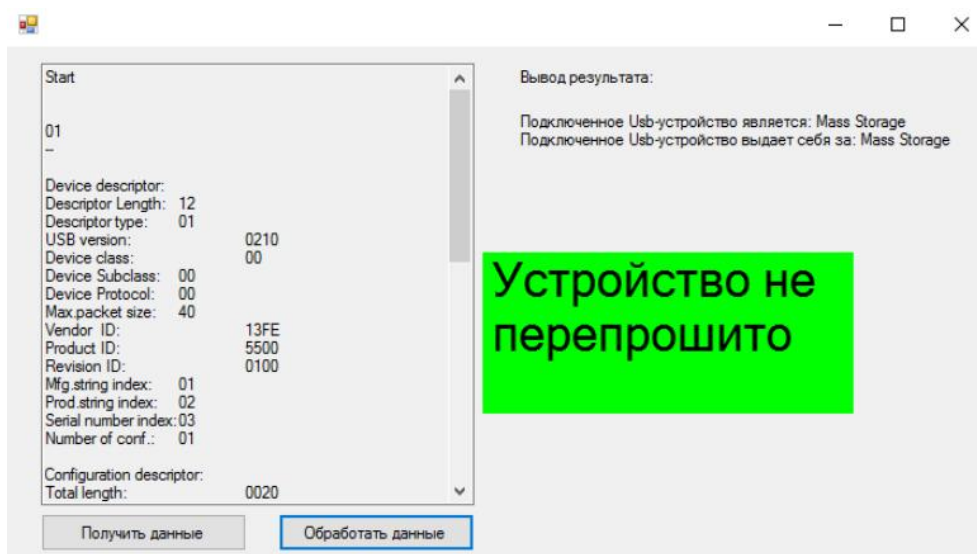 Start
01
--
Device descriptor:
Descriptor Length: 12
Descriptor type: 01
USB version: 0210
Device class: 00
Device Subclass: 00
Device Protocol: 00
Max.packet size: 40
Vendor ID: 13FE
Product ID: 5500
Revision ID: 0100
Mfg.string index: 01
Prod.string index: 02
Serial number index: 03
Number of conf.: 01
Configuration descriptor:
Total length: 0020
Получить данные
Обработать данные
Вывод результата:
Подключенное Usb-устройство является: Mass Storage
Подключенное Usb-устройство выдает себя за: Mass Storage
Устройство не
перепрошито